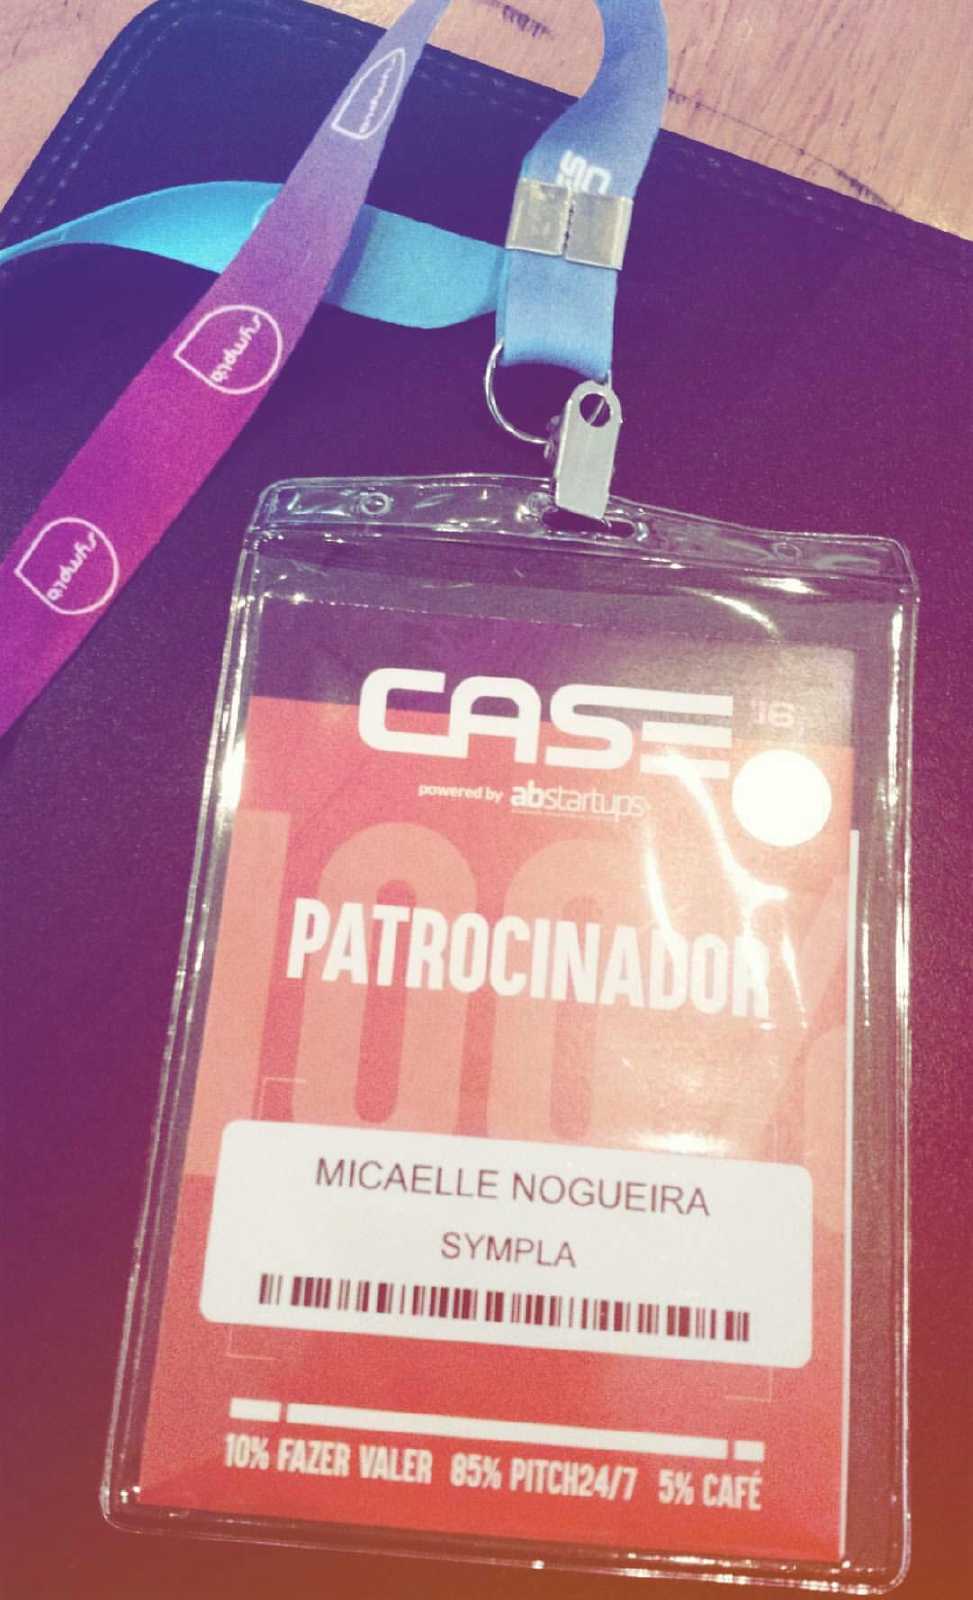 sympla
sympla
sympla
CASE '16
powered by abstartups
100%
PATROCINADOR
MICAELLE NOGUEIRA
SYMPLA
10% FAZER VALER 85% PITCH24/7 5% CAFÉ